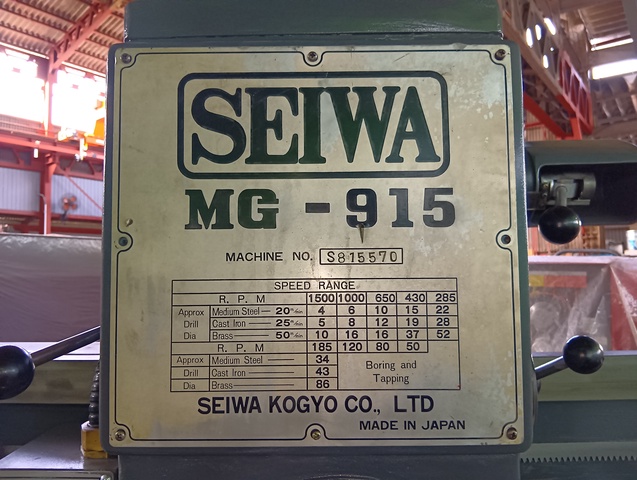 SEIWA
MG-915
MACHINE NO. S815570
SPEED RANGE
R. P. M 1500 1000 650 430 285
Approx Medium Steel 20m/min 4 6 10 15 22
Drill Cast Iron 25m/min 5 8 12 19 28
Dia Brass 50m/min 10 16 16 37 52
R. P. M 185 120 80 50
Approx Medium Steel 34
Drill Cast Iron 43
Dia Brass 86
Boring and
Tapping
SEIWA KOGYO CO., LTD
MADE IN JAPAN